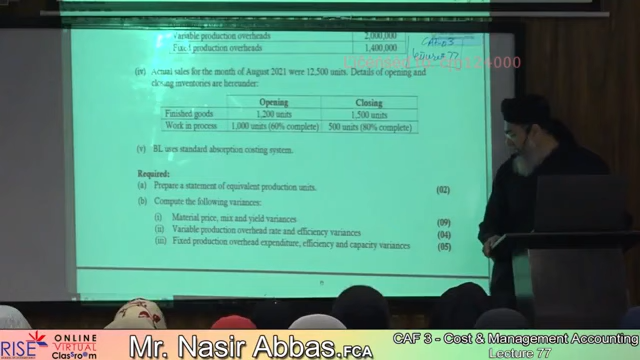 Variable production overheads 2,000,000
Fixed production overheads 1,400,000
CAF 3
Lecture # 77
(iv) Actual sales for the month of August 2021 were 12,500 units. Details of opening and
closing inventories are hereunder:
Opening Closing
Finished goods 1,200 units 1,500 units
Work in process 1,000 units (60% complete) 500 units (80% complete)
(v) BL uses standard absorption costing system.
Required:
(a) Prepare a statement of equivalent production units. (02)
(b) Compute the following variances:
(i) Material price, mix and yield variances (09)
(ii) Variable production overhead rate and efficiency variances (04)
(iii) Fixed production overhead expenditure, efficiency and capacity variances (05)
RISE ONLINE VIRTUAL Classroom
Mr. Nasir Abbas.FCA
CAF 3 - Cost & Management Accounting
Lecture 77